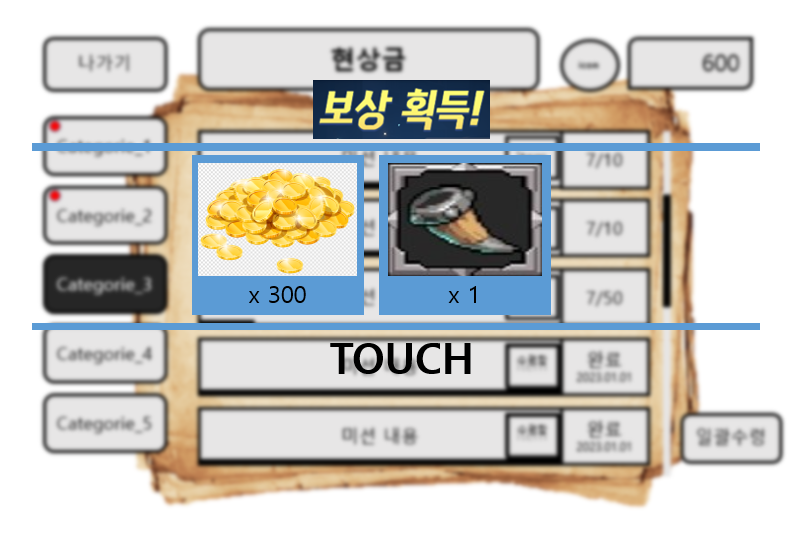 나가기
현상금
600
보상 획득!
Categorie_1
7/10
Categorie_2
7/10
Categorie_3
x 300
x 1
7/50
TOUCH
Categorie_4
완료
2023.01.01
Categorie_5
미션 내용
완료
2023.01.01
일괄수령